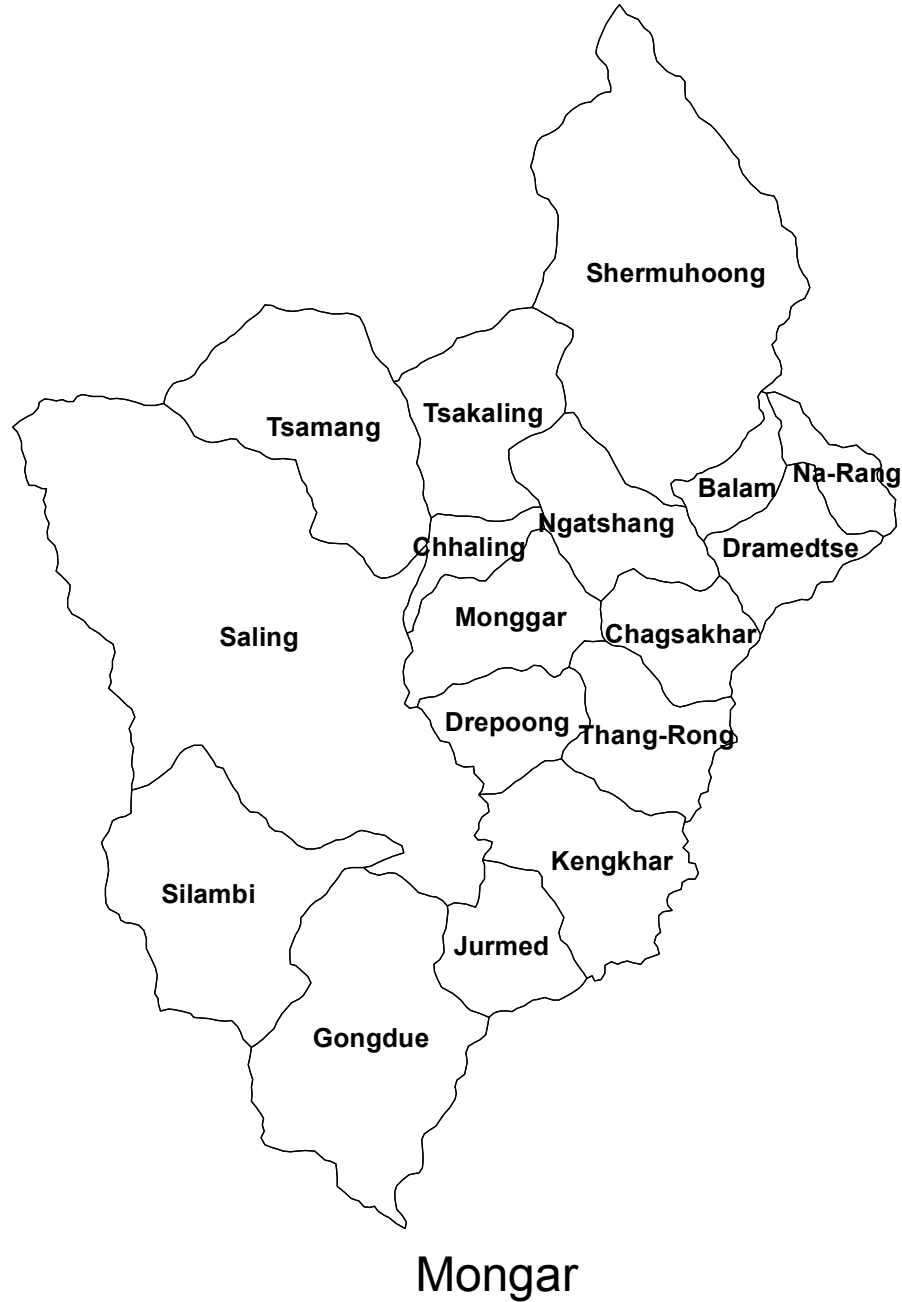 Shermuhoong
Tsakaling
Tsamang
Na-Rang
Balam
Ngatshang
Chhaling
Dramedtse
Monggar
Chagsakhar
Saling
Drepoong
Thang-Rong
Kengkhar
Silambi
Jurmed
Gongdue
Mongar